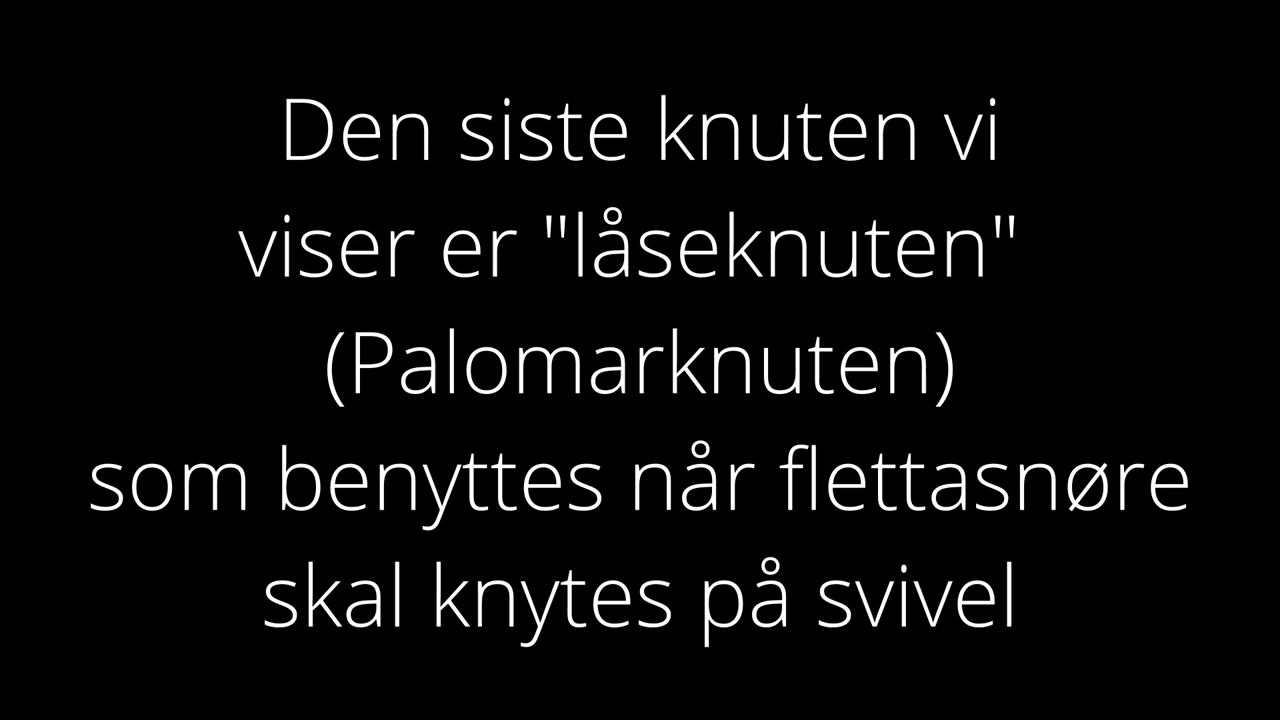 Den siste knuten vi
viser er "låseknuten"
(Palomarknuten)
som benyttes når flettasnøre
skal knytes på svivel